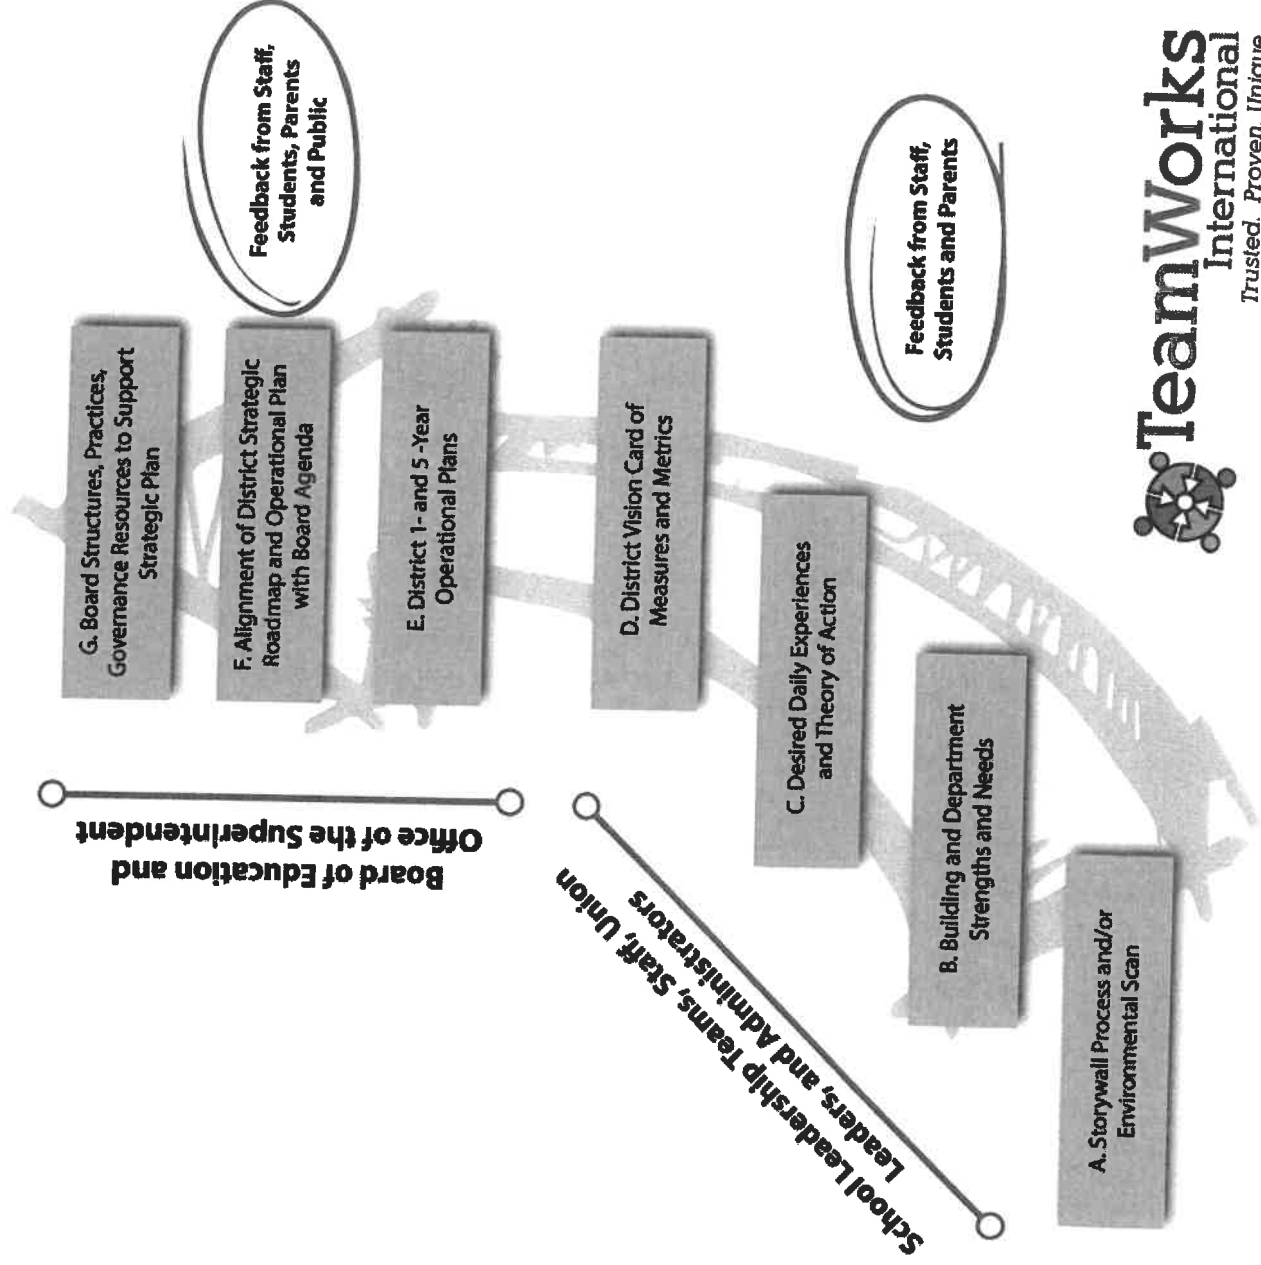 A. Storywall Process and/or
Environmental Scan
B. Building and Department
Strengths and Needs
C. Desired Daily Experiences
and Theory of Action
D. District Vision Card of
Measures and Metrics
E. District 1- and 5 -Year
Operational Plans
F. Alignment of District Strategic
Roadmap and Operational Plan
with Board Agenda
G. Board Structures, Practices,
Governance Resources to Support
Strategic Plan
School Leadership Teams, Staff, Union
Leaders, and Administrators
Board of Education and
Office of the Superintendent
Feedback from Staff,
Students and Parents
Feedback from Staff,
Students, Parents
and Public
TeamWorks
International
Trusted. Proven. Unique